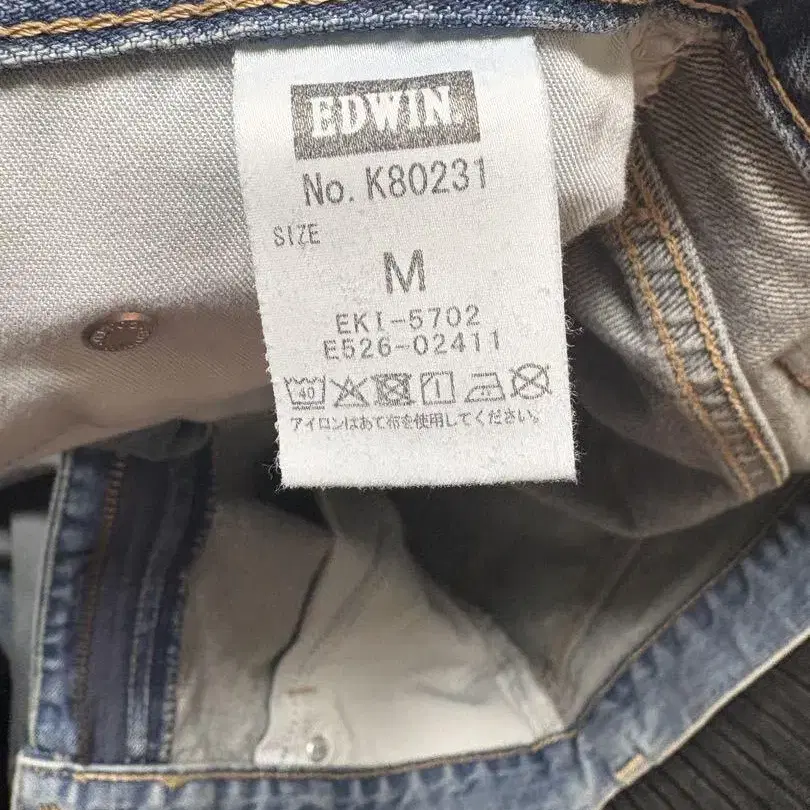 EDWIN.
No. K80231
SIZE
M
EKI-5702
E526-02411
40
アイロンはあて布を使用してください。